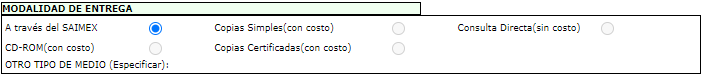 MODALIDAD DE ENTREGA
A través del SAIMEX Copias Simples(con costo) Consulta Directa(sin costo)
CD-ROM(con costo) Copias Certificadas(con costo)
OTRO TIPO DE MEDIO (Especificar):